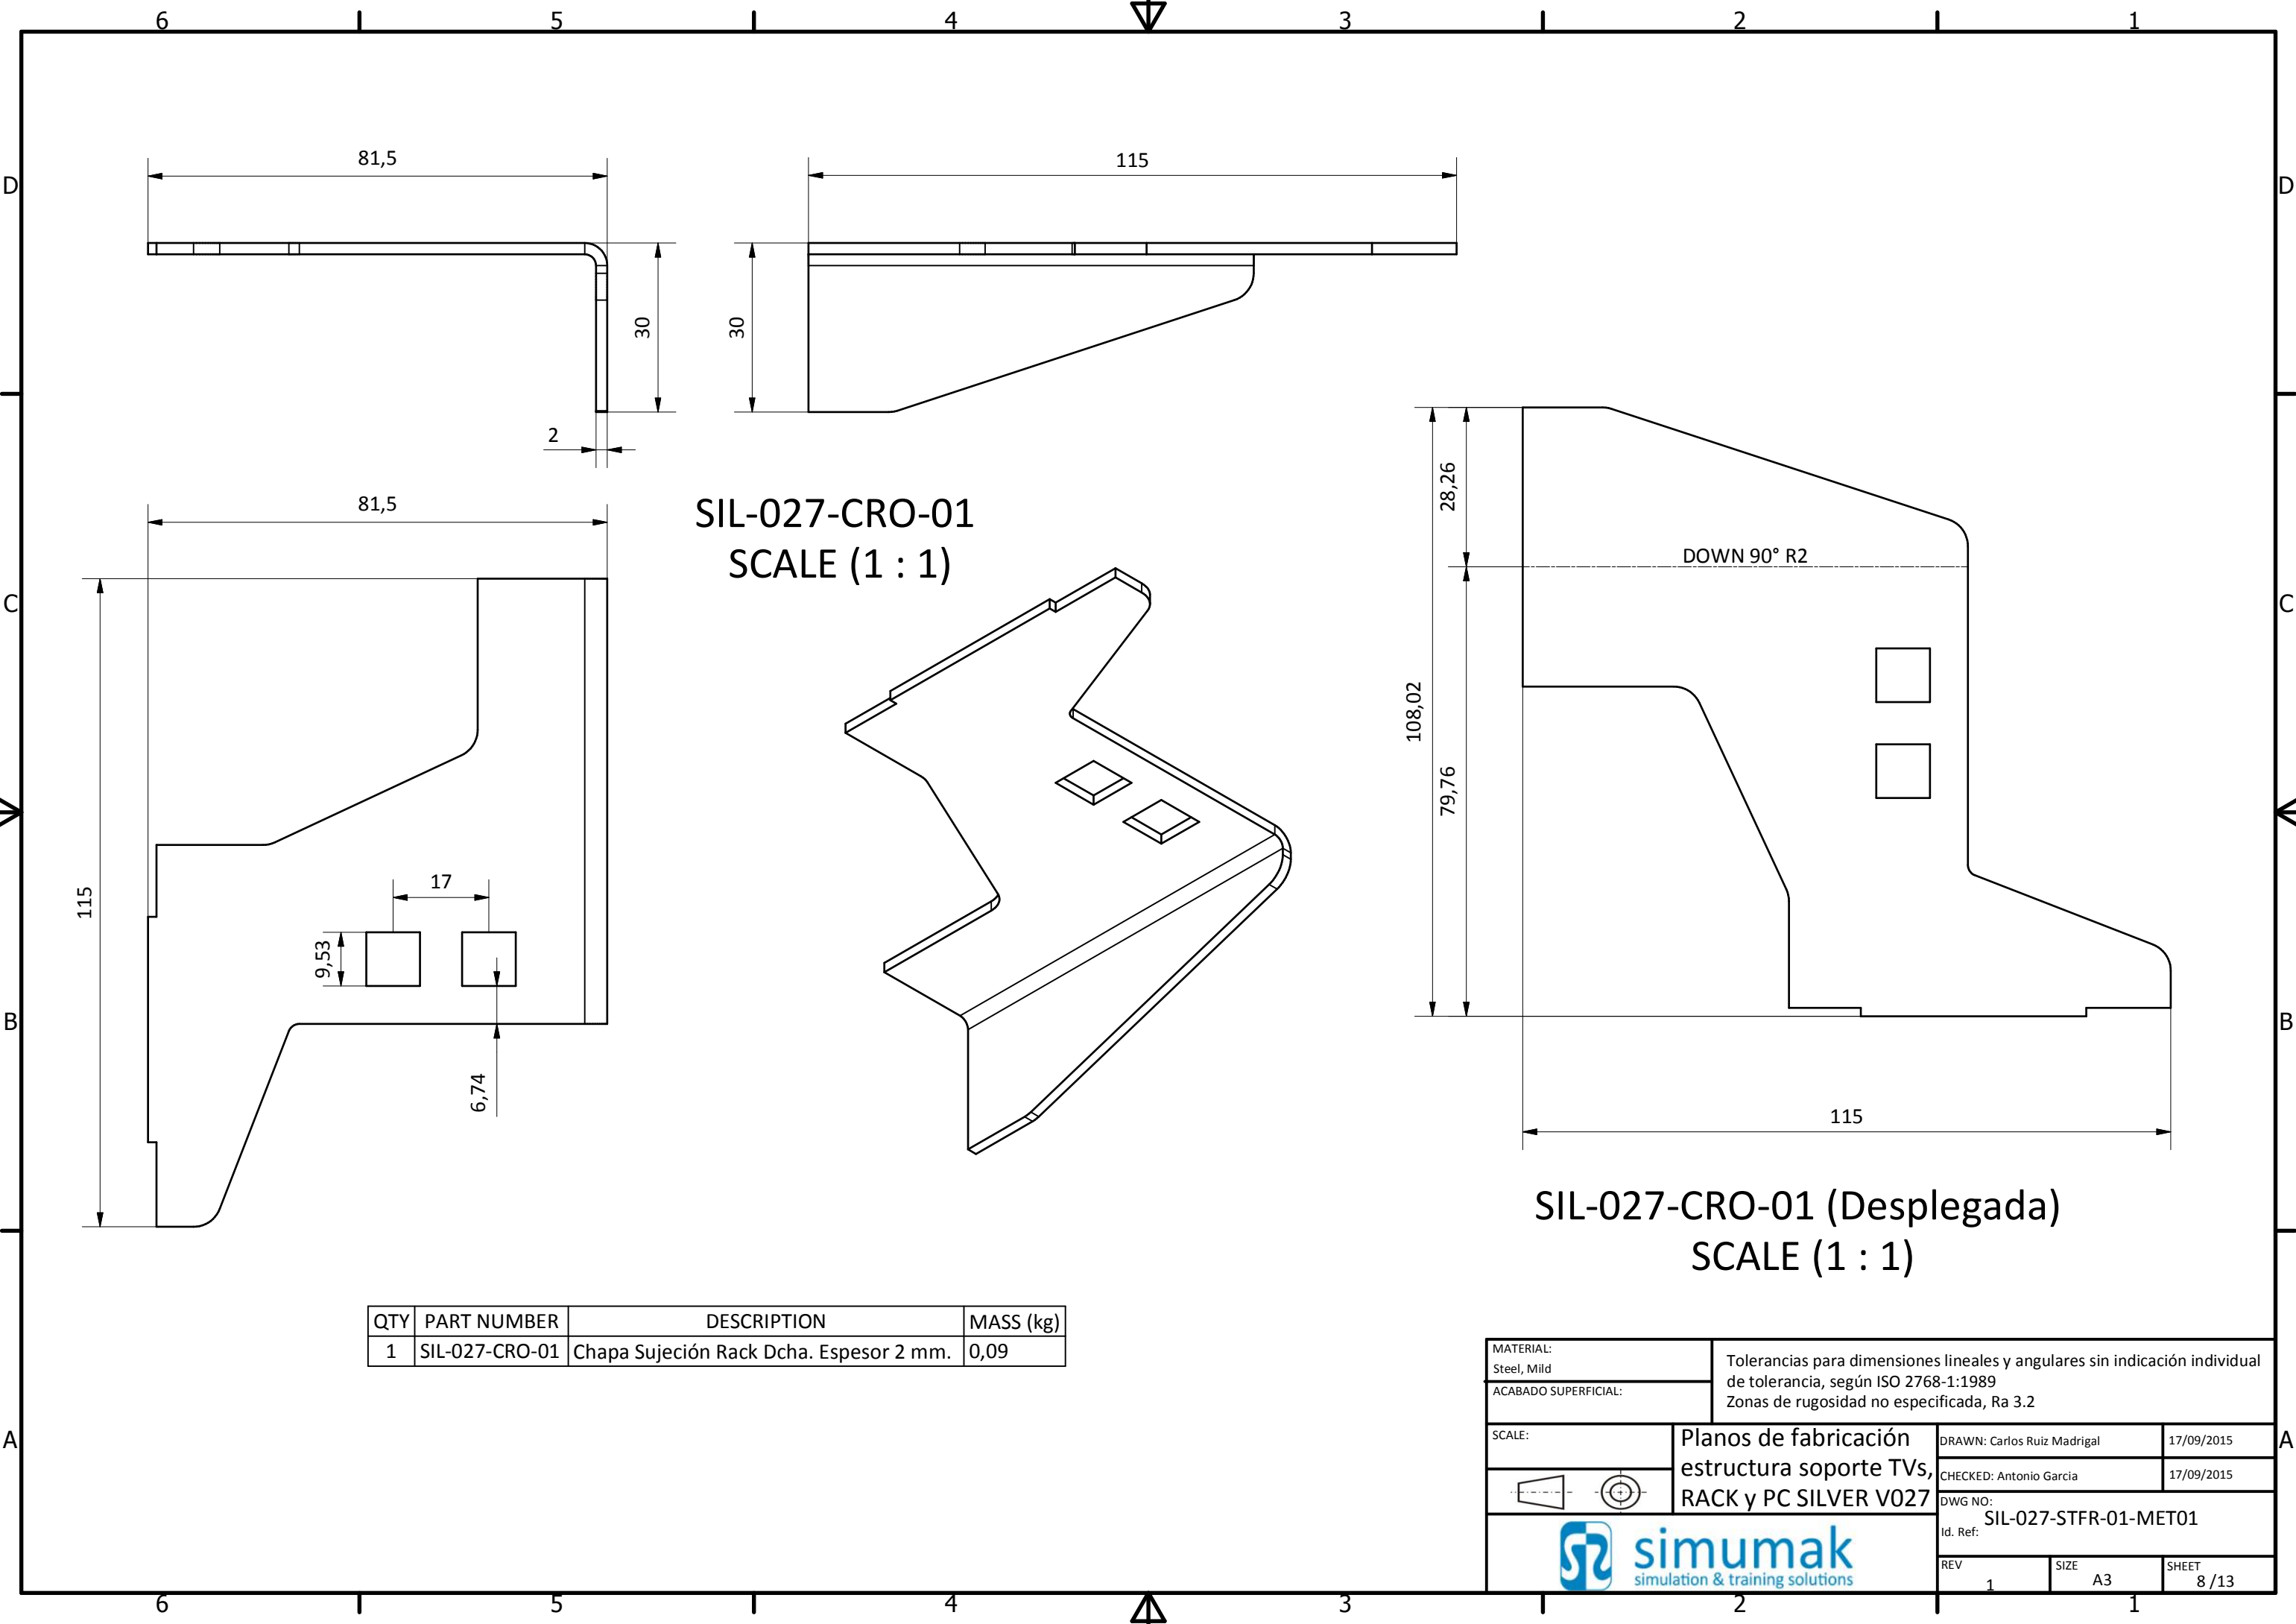 6 5 4 3 2 1
D D
81,5
115
30
30
2
81,5
SIL-027-CRO-01
SCALE (1 : 1)
28,26
DOWN 90° R2
C C
108,02
79,76
115
17
9,53
6,74
B B
115
SIL-027-CRO-01 (Desplegada)
SCALE (1 : 1)
QTY PART NUMBER DESCRIPTION MASS (kg)
1 SIL-027-CRO-01 Chapa Sujeción Rack Dcha. Espesor 2 mm. 0,09
MATERIAL:
Steel, Mild
ACABADO SUPERFICIAL:
Tolerancias para dimensiones lineales y angulares sin indicación individual
de tolerancia, según ISO 2768-1:1989
Zonas de rugosidad no especificada, Ra 3.2
A A
SCALE:
Planos de fabricación
estructura soporte TVs,
RACK y PC SILVER V027
DRAWN: Carlos Ruiz Madrigal 17/09/2015
CHECKED: Antonio Garcia 17/09/2015
DWG NO:
SIL-027-STFR-01-MET01
Id. Ref:
simumak
simulation & training solutions
REV
1
SIZE
A3
SHEET
8 /13
6 5 4 3 2 1